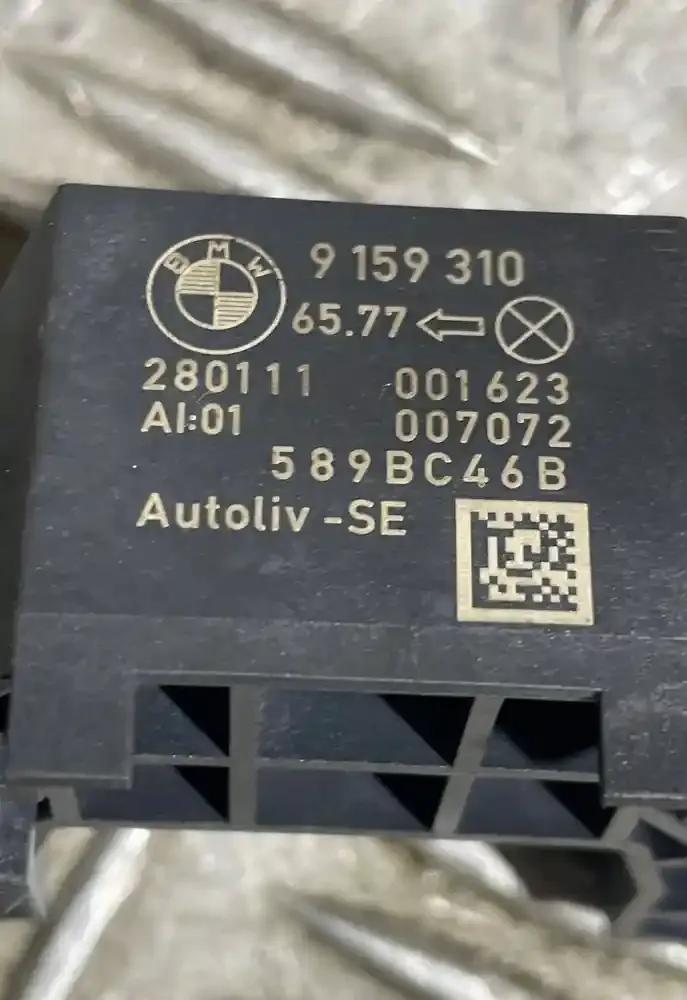 BMW
9 159 310
65.77
280111 001623
AI:01 007072
589BC46B
Autoliv -SE